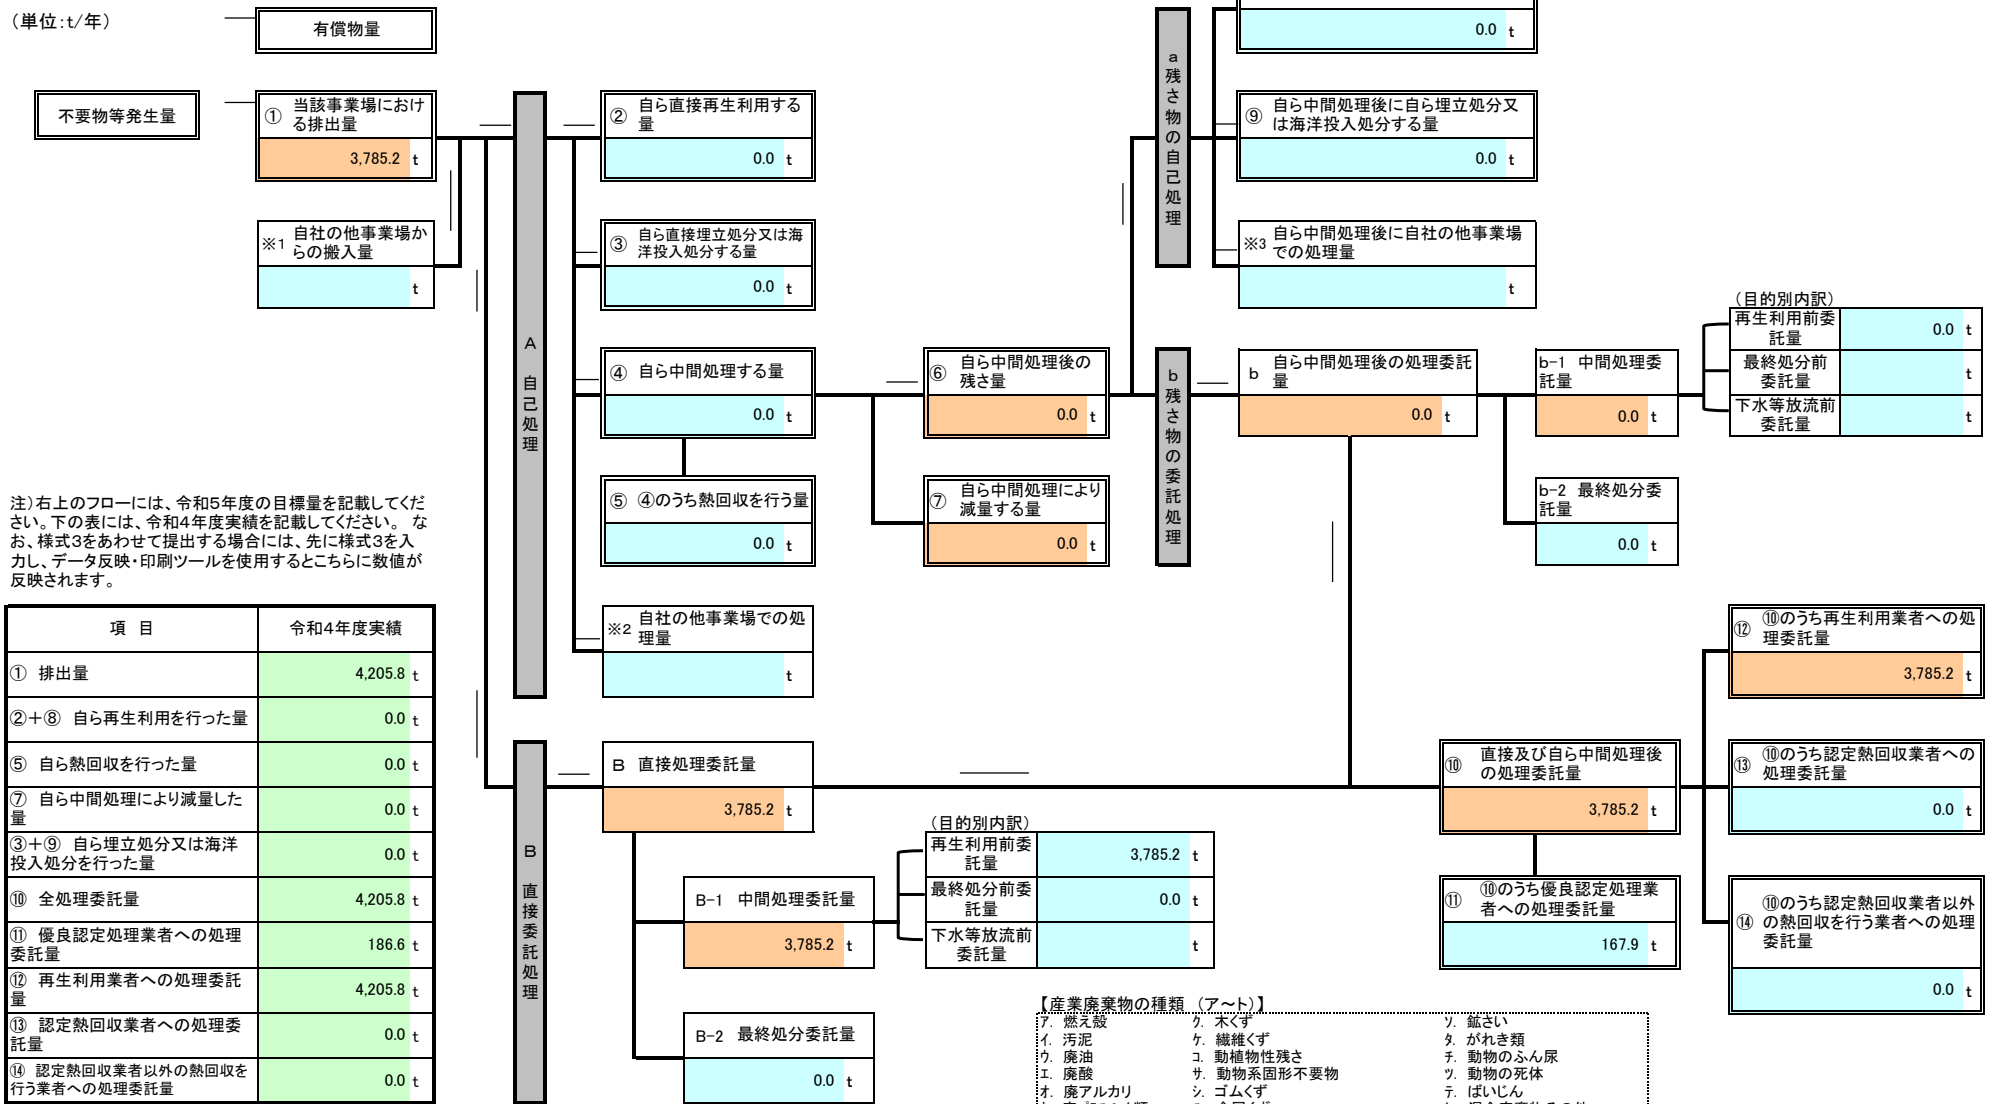 (単位:t/年)
有償物量
0.0 t
不要物等発生量
① 当該事業場におけ
る排出量
3,785.2 t
※1 自社の他事業場か
らの搬入量
t
A 自己処理
② 自ら直接再生利用する
量
0.0 t
③ 自ら直接埋立処分又は海
洋投入処分する量
0.0 t
④ 自ら中間処理する量
0.0 t
⑤ ④のうち熱回収を行う量
0.0 t
※2 自社の他事業場での処
理量
t
⑥ 自ら中間処理後の
残さ量
0.0 t
⑦ 自ら中間処理により
減量する量
0.0 t
a 残さ物の自己処理
⑨ 自ら中間処理後に自ら埋立処分又
は海洋投入処分する量
0.0 t
※3 自ら中間処理後に自社の他事業場
での処理量
t
b 残さ物の委託処理
b 自ら中間処理後の処理委託
量
0.0 t
b-1 中間処理委
託量
0.0 t
(目的別内訳)
再生利用前委
託量
0.0 t
最終処分前
委託量
t
下水等放流前
委託量
t
b-2 最終処分委
託量
0.0 t
注)右上のフローには、令和5年度の目標量を記載してくだ
さい。下の表には、令和4年度実績を記載してください。 な
お、様式3をあわせて提出する場合には、先に様式3を入
力し、データ反映・印刷ツールを使用するとこちらに数値が
反映されます。
項 目 令和4年度実績
① 排出量 4,205.8 t
②+⑧ 自ら再生利用を行った量 0.0 t
⑤ 自ら熱回収を行った量 0.0 t
⑦ 自ら中間処理により減量した
量 0.0 t
③+⑨ 自ら埋立処分又は海洋
投入処分を行った量 0.0 t
⑩ 全処理委託量 4,205.8 t
⑪ 優良認定処理業者への処理
委託量 186.6 t
⑫ 再生利用業者への処理委託
量 4,205.8 t
⑬ 認定熱回収業者への処理委
託量 0.0 t
⑭ 認定熱回収業者以外の熱回収を
行う業者への処理委託量 0.0 t
B 直接委託処理
B 直接処理委託量
3,785.2 t
B-1 中間処理委託量
3,785.2 t
(目的別内訳)
再生利用前委
託量
3,785.2 t
最終処分前委
託量
0.0 t
下水等放流前
委託量
t
B-2 最終処分委託量
0.0 t
⑩ 直接及び自ら中間処理後
の処理委託量
3,785.2 t
⑪ ⑩のうち優良認定処理業
者への処理委託量
167.9 t
⑫ ⑩のうち再生利用業者への処
理委託量
3,785.2 t
⑬ ⑩のうち認定熱回収業者への
処理委託量
0.0 t
⑭ ⑩のうち認定熱回収業者以外
の熱回収を行う業者への処理
委託量
0.0 t
【産業廃棄物の種類 (ア~ト)】
ア. 燃え殻 ク. 木くず ソ. 鉱さい
イ. 汚泥 ケ. 繊維くず タ. がれき類
ウ. 廃油 コ. 動植物性残さ チ. 動物のふん尿
エ. 廃酸 サ. 動物系固形不要物 ツ. 動物の死体
オ. 廃アルカリ シ. ゴムくず テ. ばいじん